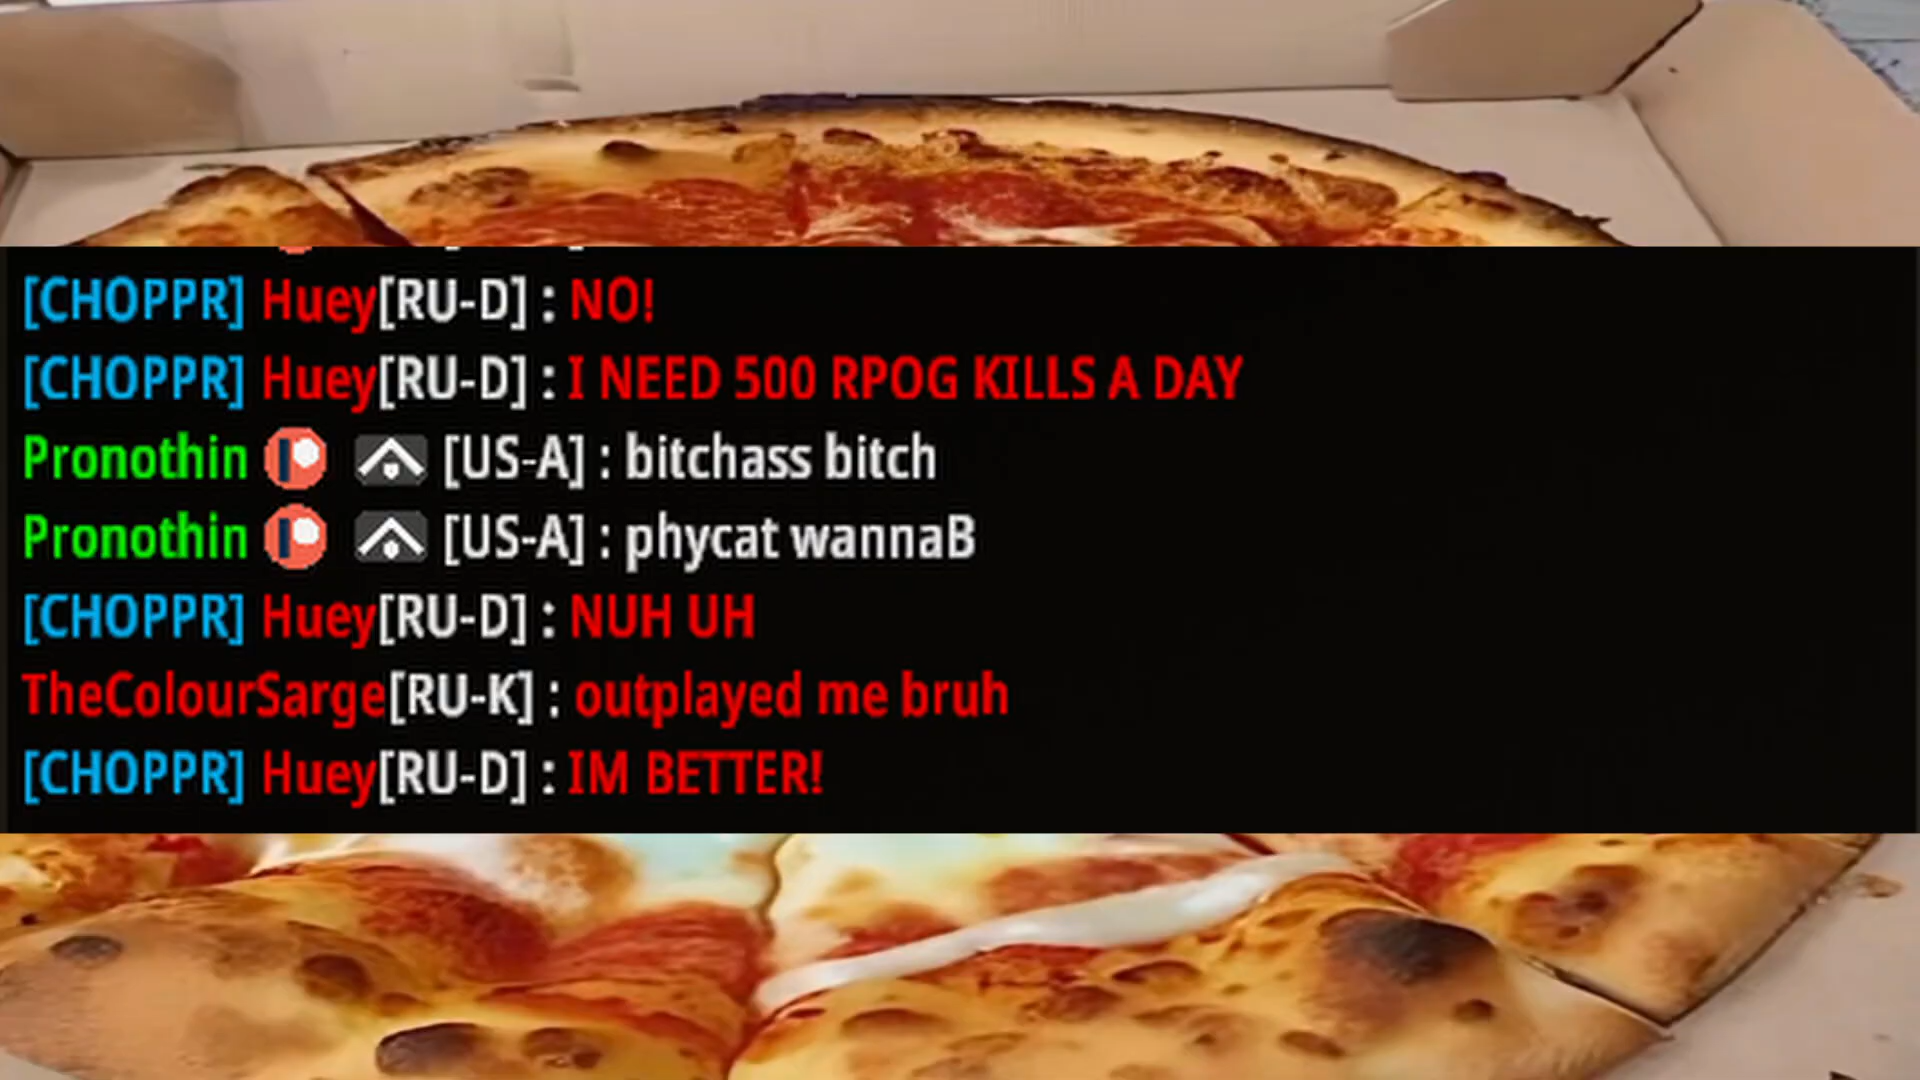 [CHOPPR] Huey[RU-D] : NO!
[CHOPPR] Huey[RU-D] : I NEED 500 RPOG KILLS A DAY
Pronothin [US-A] : bitchass bitch
Pronothin [US-A] : phycat wannaB
[CHOPPR] Huey[RU-D] : NUH UH
TheColourSarge[RU-K] : outplayed me bruh
[CHOPPR] Huey[RU-D] : IM BETTER!